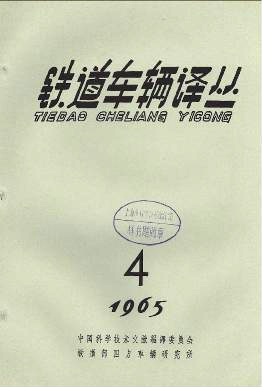 铁道车辆译丛
TIEDAO CHELIANG YICONG
4
1965
中国科学技术文献编译委员会
铁道部四方车辆研究所